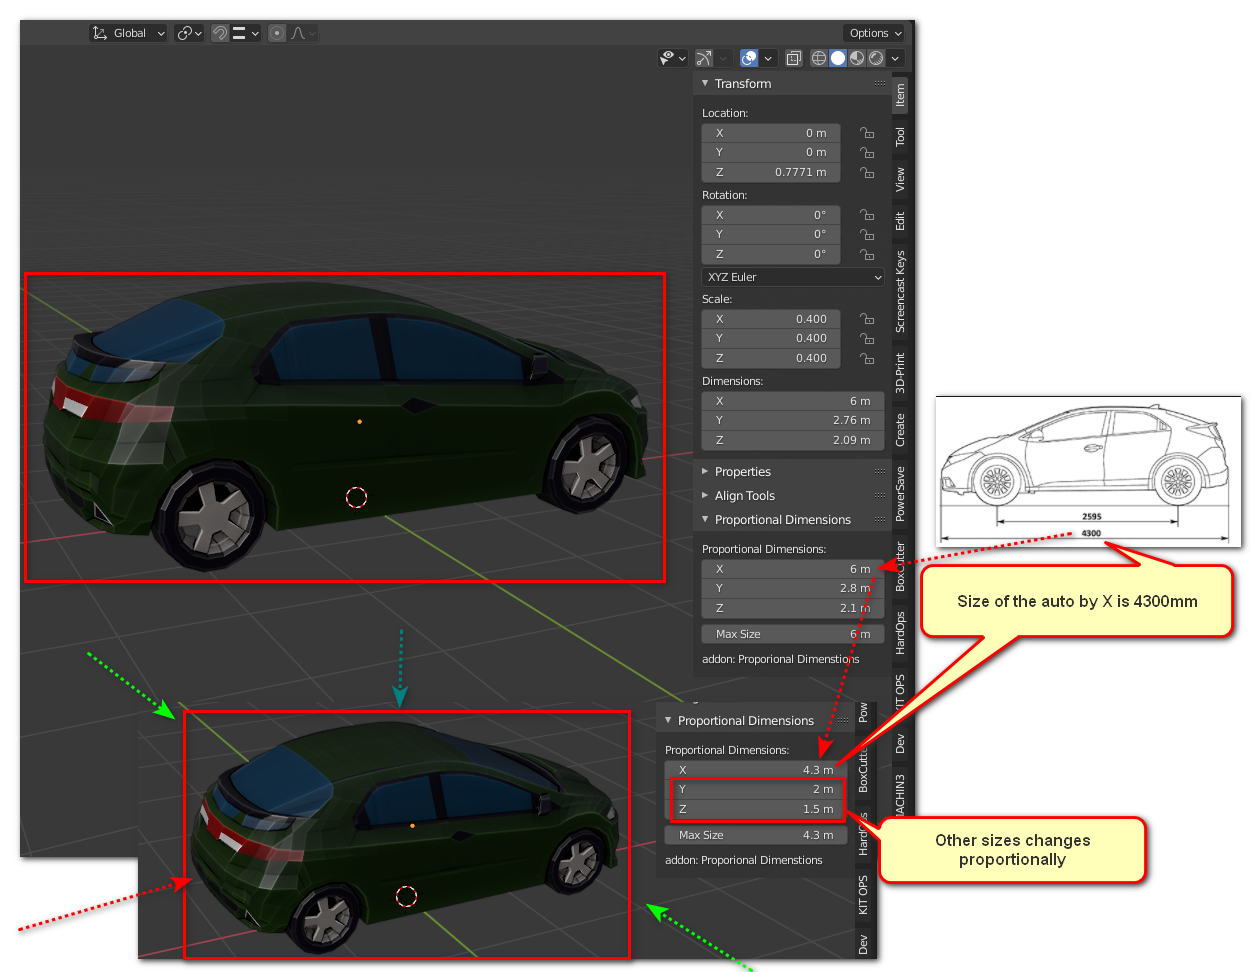 Global
Options
Transform
Location:
X 0 m
Y 0 m
Z 0.7771 m
Rotation:
X 0°
Y 0°
Z 0°
XYZ Euler
Scale:
X 0.400
Y 0.400
Z 0.400
Dimensions:
X 6 m
Y 2.76 m
Z 2.09 m
Properties
Align Tools
Proportional Dimensions
Proportional Dimensions:
X 6 m
Y 2.8 m
Z 2.1 m
Max Size 6 m
addon: Proporional Dimenstions
Item
Tool
View
Edit
Screencast Keys
3D-Print
Create
PowerSave
BoxCutter
HardOps
KIT OPS
Dev
MACHIN3
2595
4300
Size of the auto by X is 4300mm
Proportional Dimensions
Proportional Dimensions:
X 4.3 m
Y 2 m
Z 1.5 m
Max Size 4.3 m
addon: Proporional Dimenstions
Pow
BoxCutte
HardOps
KIT OPS
Dev
Other sizes changes
proportionally